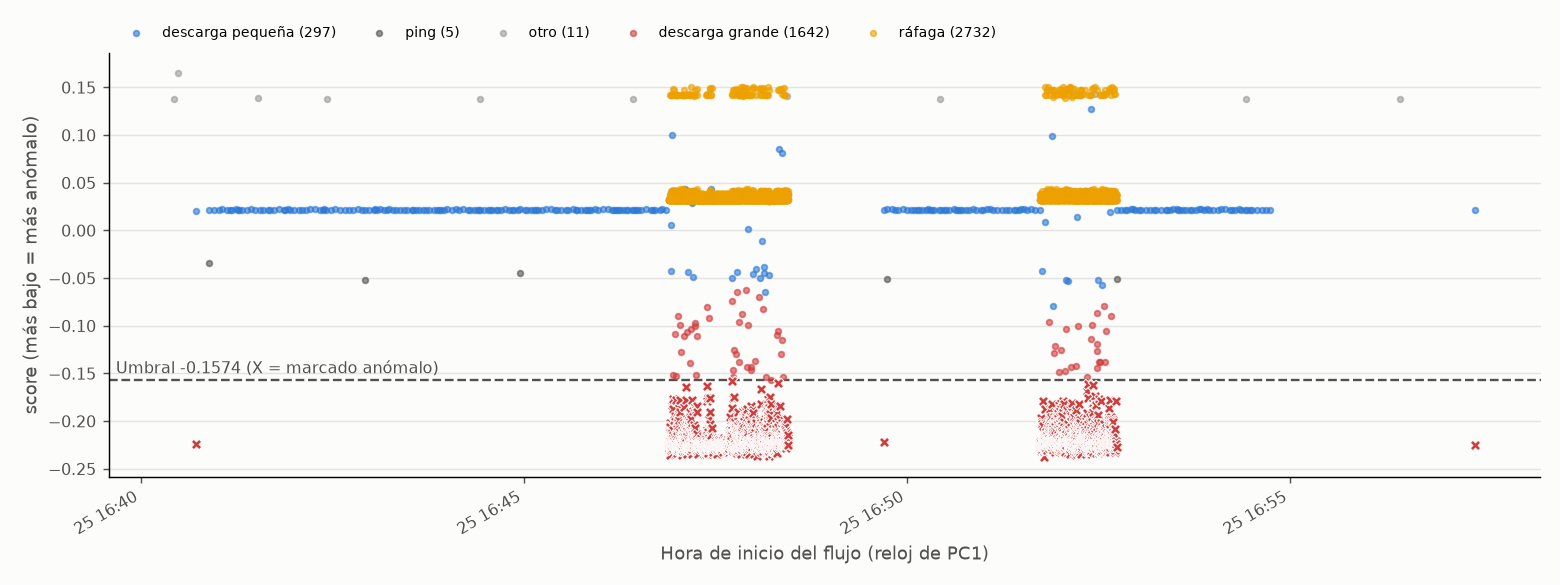 descarga pequeña (297) ping (5) otro (11) descarga grande (1642) ráfaga (2732)
score (más bajo = más anómalo)
0.15
0.10
0.05
0.00
−0.05
−0.10
−0.15
−0.20
−0.25
Umbral -0.1574 (X = marcado anómalo)
25 16:40 25 16:45 25 16:50 25 16:55
Hora de inicio del flujo (reloj de PC1)